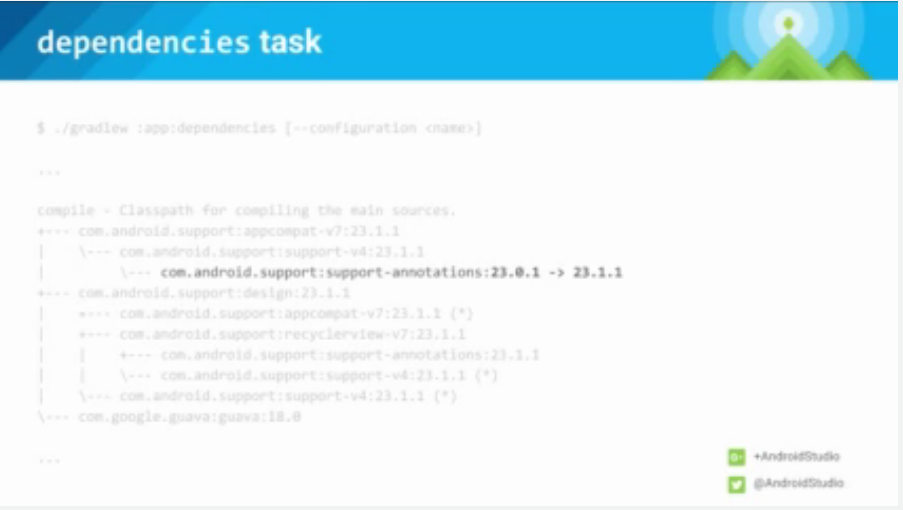 dependencies task
$ ./gradlew :app:dependencies [--configuration <name>]
...
compile - Classpath for compiling the main sources.
+--- com.android.support:appcompat-v7:23.1.1
|    \--- com.android.support:support-v4:23.1.1
|         \--- com.android.support:support-annotations:23.0.1 -> 23.1.1
+--- com.android.support:design:23.1.1
|    +--- com.android.support:appcompat-v7:23.1.1 (*)
|    +--- com.android.support:recyclerview-v7:23.1.1
|    |    +--- com.android.support:support-annotations:23.1.1
|    |    \--- com.android.support:support-v4:23.1.1 (*)
|    \--- com.android.support:support-v4:23.1.1 (*)
\--- com.google.guava:guava:18.0
...
G+ +AndroidStudio
@AndroidStudio